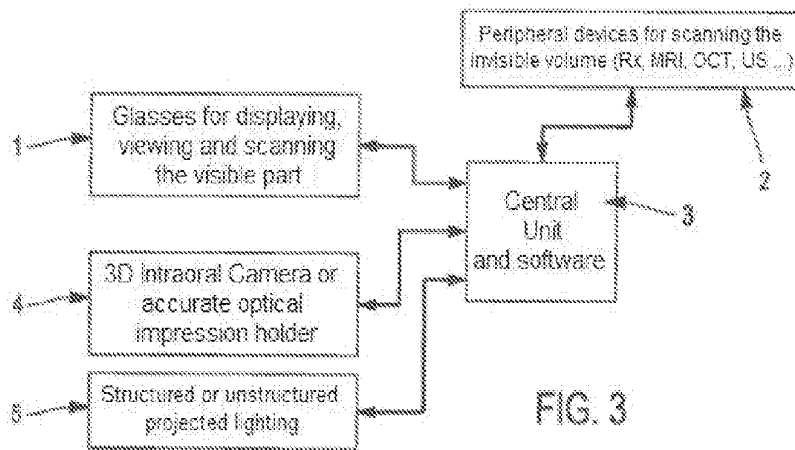 Peripheral devices for scanning the
invisible volume (Rx, MRI, OCT, US ...)
Glasses for displaying,
viewing and scanning
the visible part
1
2
Central
Unit
and software
3
3D Intraoral Camera or
accurate optical
impression holder
4
Structured or unstructured
projected lighting
FIG. 3